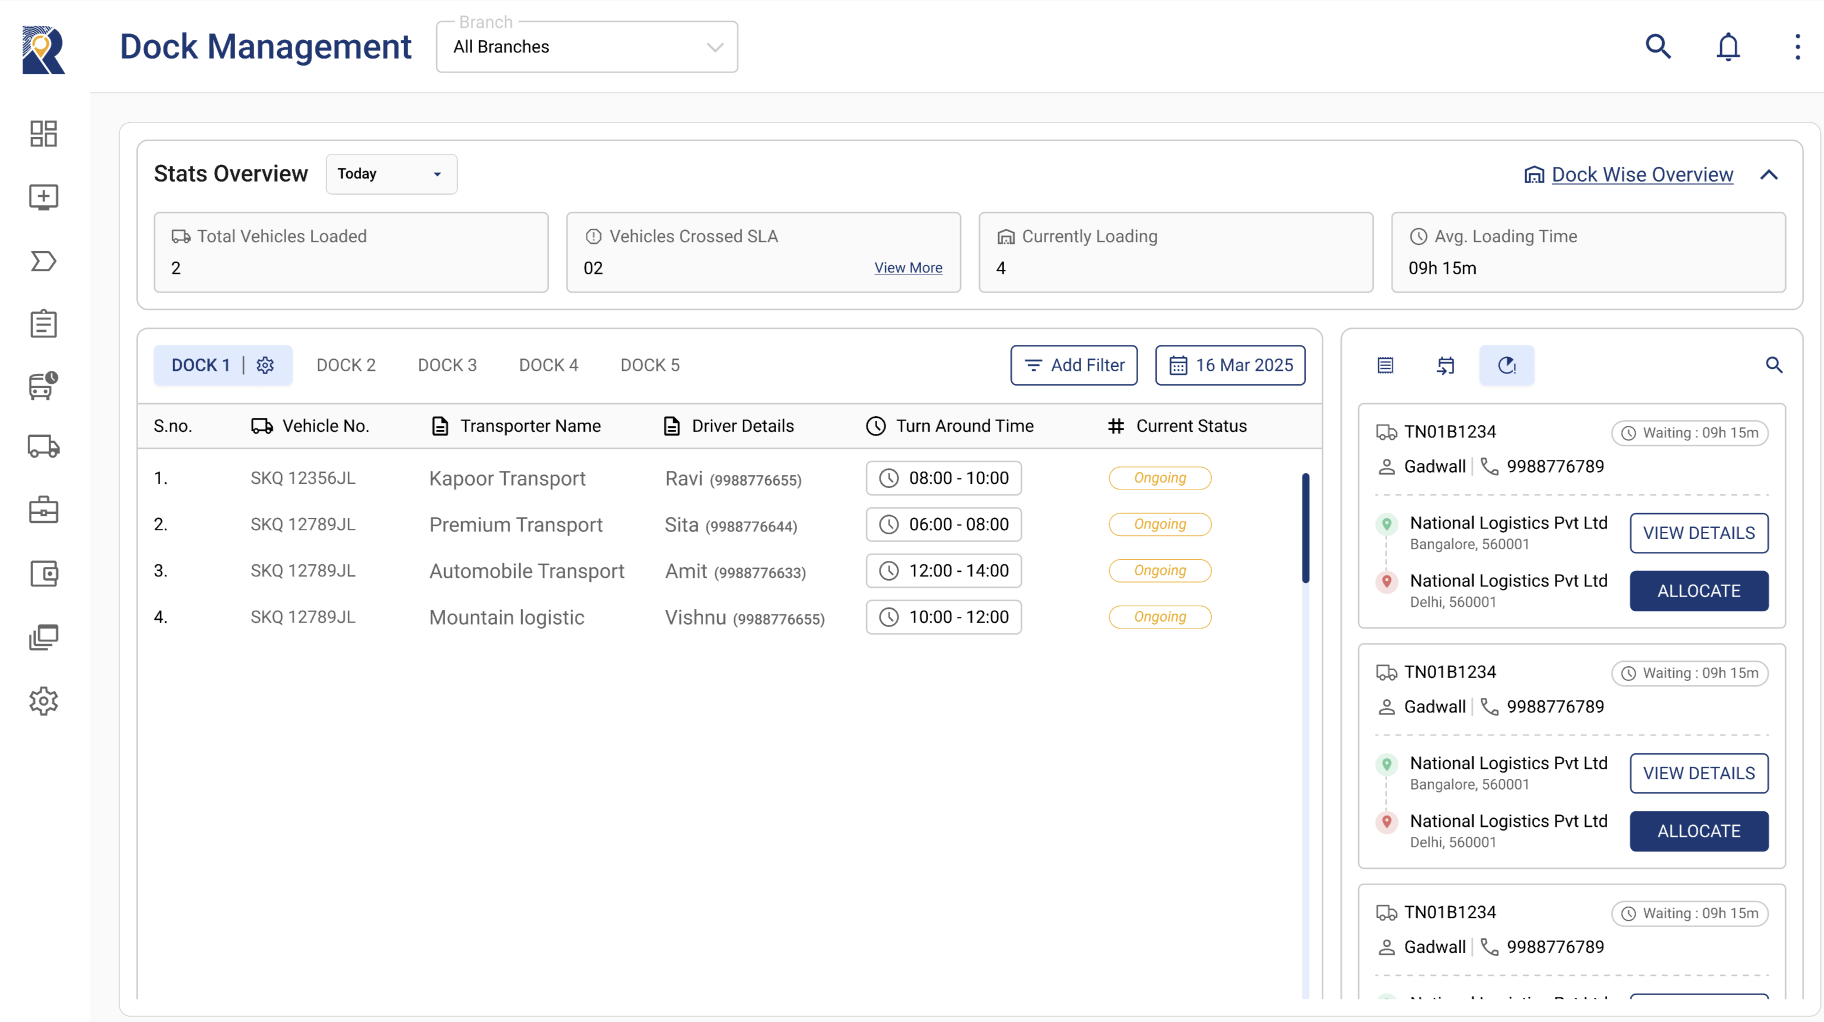 Dock Management
Branch
All Branches
Stats Overview
Today
Dock Wise Overview
Total Vehicles Loaded
2
Vehicles Crossed SLA
02
View More
Currently Loading
4
Avg. Loading Time
09h 15m
DOCK 1
DOCK 2
DOCK 3
DOCK 4
DOCK 5
Add Filter
16 Mar 2025
S.no. Vehicle No. Transporter Name Driver Details Turn Around Time Current Status
1. SKQ 12356JL Kapoor Transport Ravi (9988776655) 08:00 - 10:00 Ongoing
2. SKQ 12789JL Premium Transport Sita (9988776644) 06:00 - 08:00 Ongoing
3. SKQ 12789JL Automobile Transport Amit (9988776633) 12:00 - 14:00 Ongoing
4. SKQ 12789JL Mountain logistic Vishnu (9988776655) 10:00 - 12:00 Ongoing
TN01B1234 Waiting : 09h 15m
Gadwall 9988776789
National Logistics Pvt Ltd
Bangalore, 560001
VIEW DETAILS
National Logistics Pvt Ltd
Delhi, 560001
ALLOCATE
TN01B1234 Waiting : 09h 15m
Gadwall 9988776789
National Logistics Pvt Ltd
Bangalore, 560001
VIEW DETAILS
National Logistics Pvt Ltd
Delhi, 560001
ALLOCATE
TN01B1234 Waiting : 09h 15m
Gadwall 9988776789